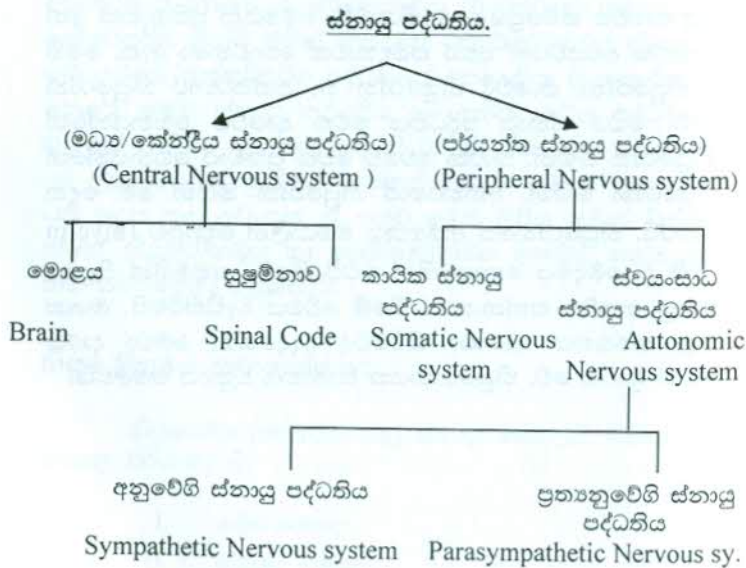 ස්නායු පද්ධතිය.
(මධ්‍ය/කේන්ද්‍රීය ස්නායු පද්ධතිය) (පර්යන්ත ස්නායු පද්ධතිය)
(Central Nervous system ) (Peripheral Nervous system)
මොළය සුෂුම්නාව කායික ස්නායු ස්වයංසාධ
පද්ධතිය ස්නායු පද්ධතිය
Brain Spinal Code Somatic Nervous Autonomic
system Nervous system
අනුවේගි ස්නායු පද්ධතිය ප්‍රත්‍යනුවේගි ස්නායු
පද්ධතිය
Sympathetic Nervous system Parasympathetic Nervous sy.